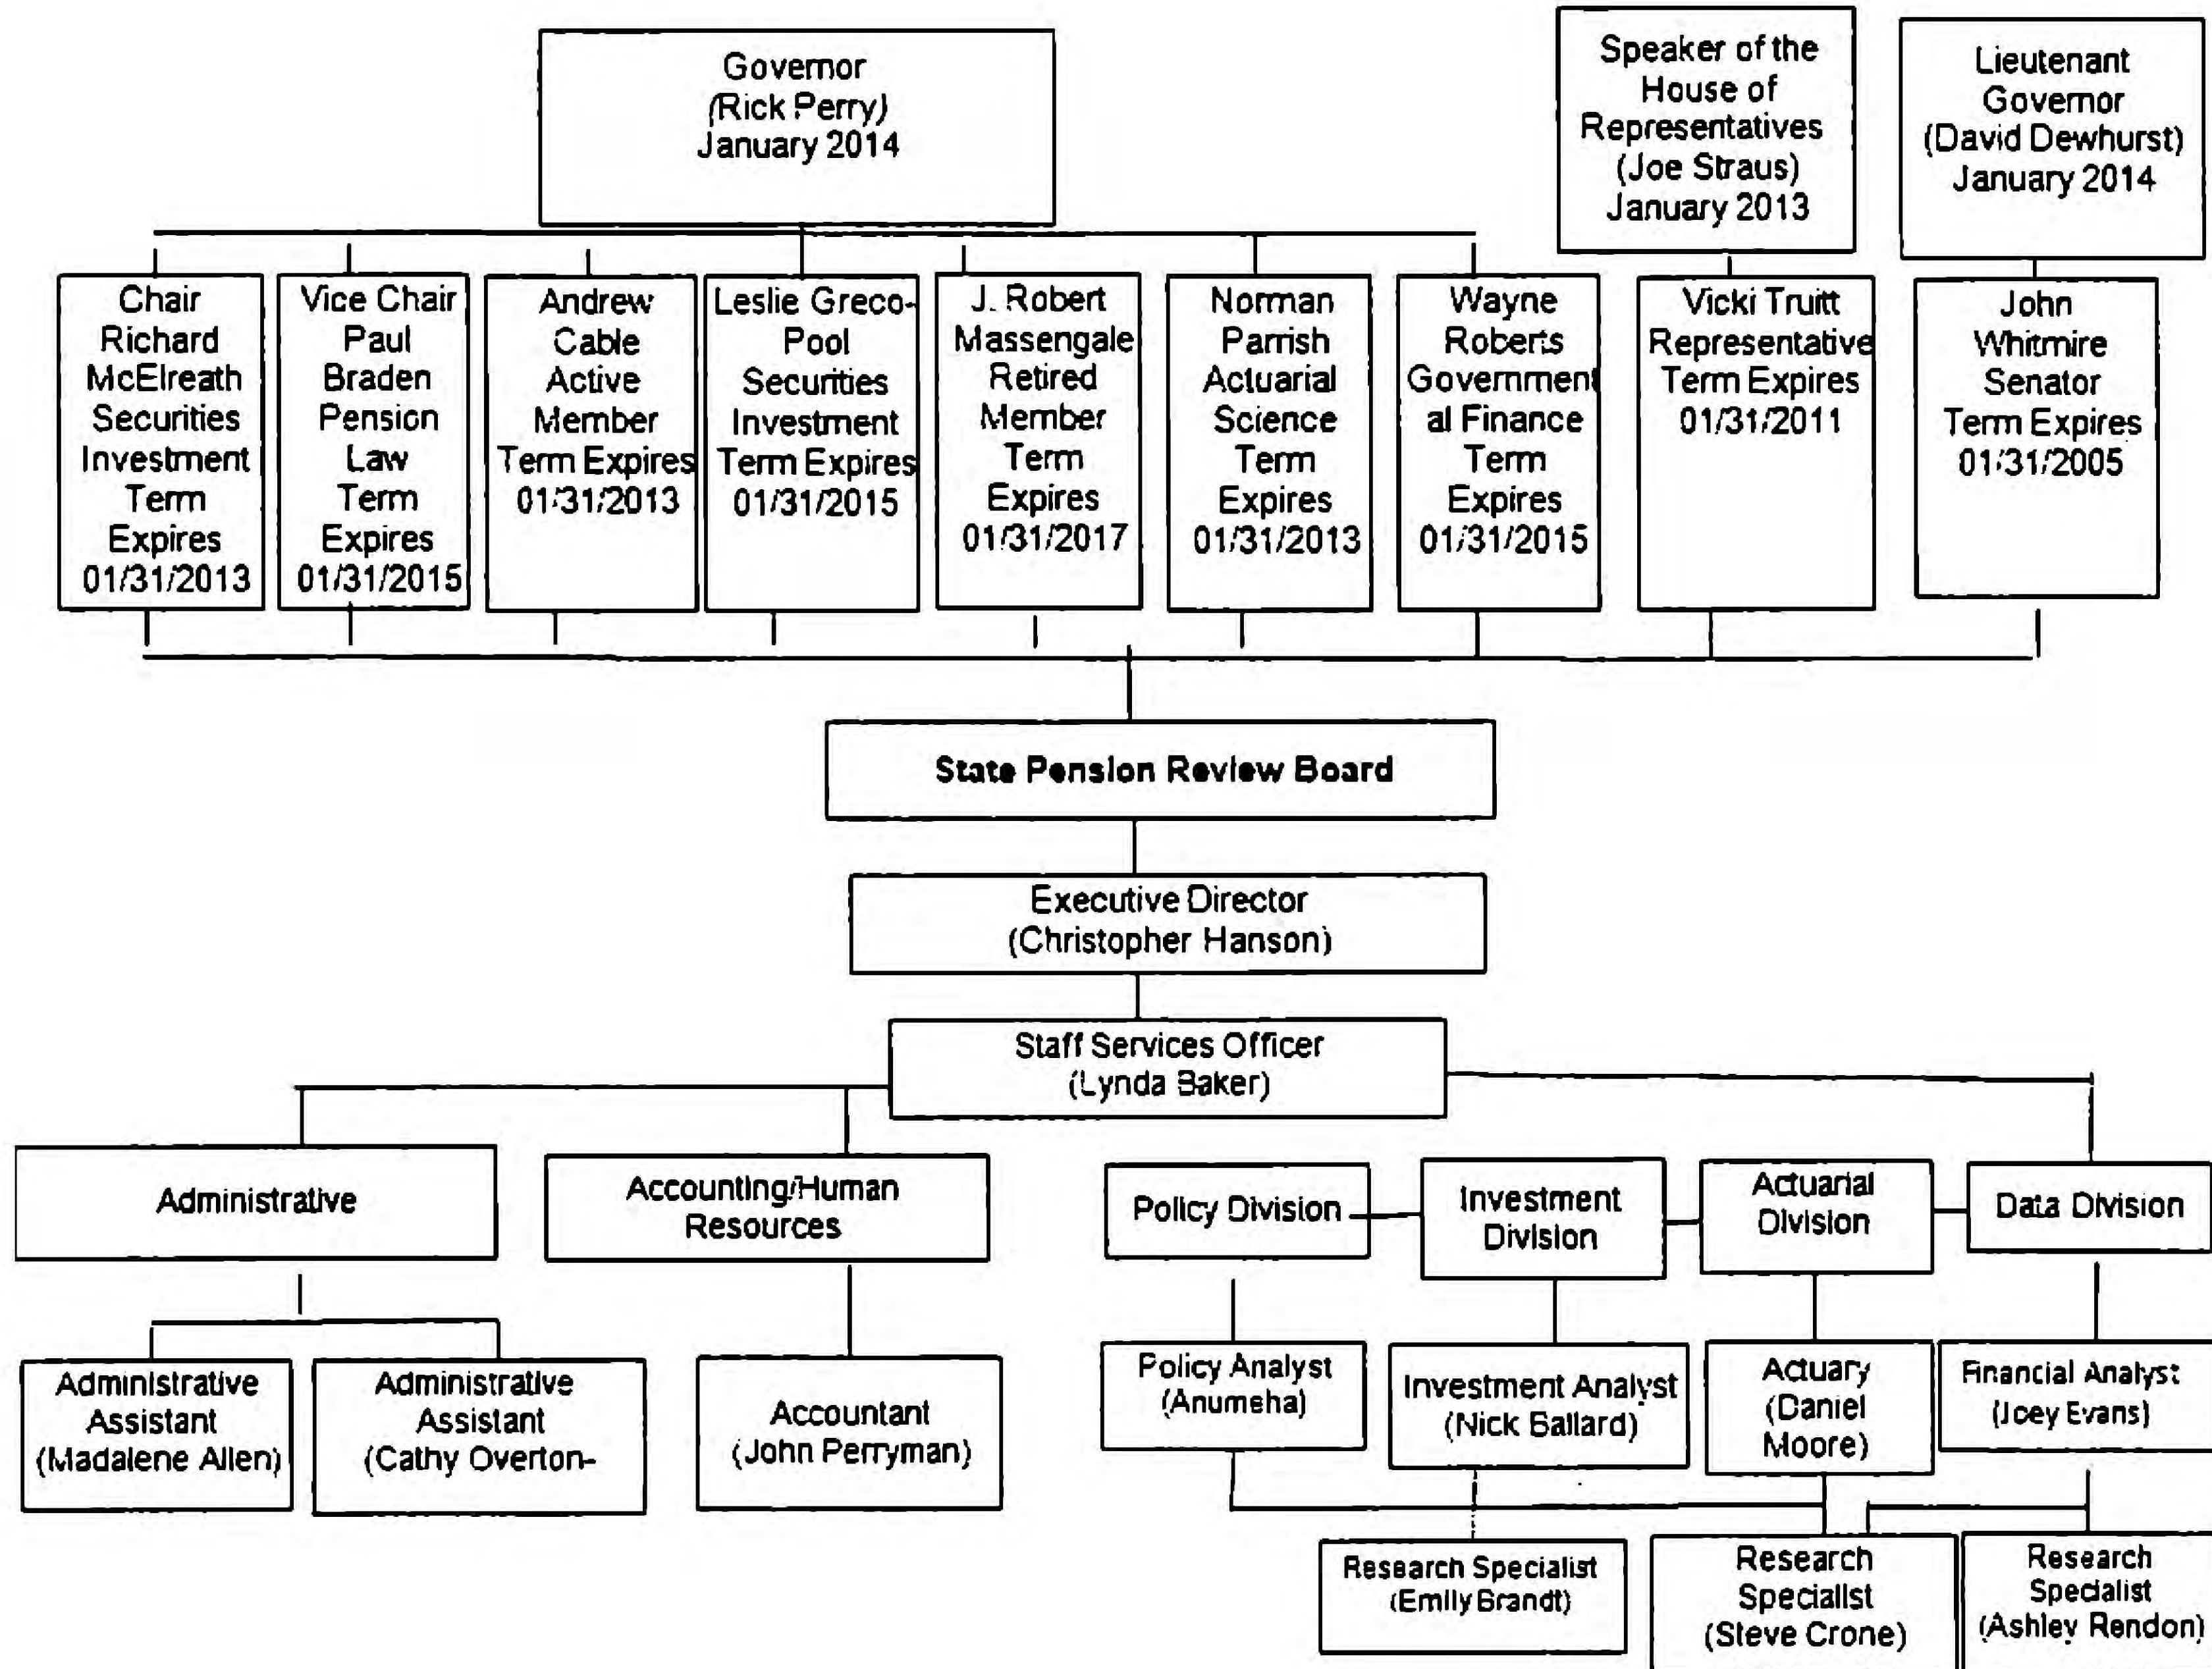 Governor
(Rick Perry)
January 2014
Speaker of the
House of
Representatives
(Joe Straus)
January 2013
Lieutenant
Governor
(David Dewhurst)
January 2014
Chair
Richard
McElreath
Securities
Investment
Term
Expires
01/31/2013
Vice Chair
Paul
Braden
Pension
Law
Term
Expires
01/31/2015
Andrew
Cable
Active
Member
Term Expires
01/31/2013
Leslie Greco-
Pool
Securities
Investment
Term Expires
01/31/2015
J. Robert
Massengale
Retired
Member
Term
Expires
01/31/2017
Norman
Parrish
Actuarial
Science
Term
Expires
01/31/2013
Wayne
Roberts
Government
al Finance
Term
Expires
01/31/2015
Vicki Truitt
Representative
Term Expires
01/31/2011
John
Whitmire
Senator
Term Expires
01/31/2005
State Pension Review Board
Executive Director
(Christopher Hanson)
Staff Services Officer
(Lynda Baker)
Administrative
Accounting/Human
Resources
Policy Division
Investment
Division
Actuarial
Division
Data Division
Administrative
Assistant
(Madalene Allen)
Administrative
Assistant
(Cathy Overton-
Accountant
(John Perryman)
Policy Analyst
(Anumeha)
Investment Analyst
(Nick Ballard)
Actuary
(Daniel
Moore)
Financial Analyst
(Joey Evans)
Research Specialist
(Emily Brandt)
Research
Specialist
(Steve Crone)
Research
Specialist
(Ashley Rendon)